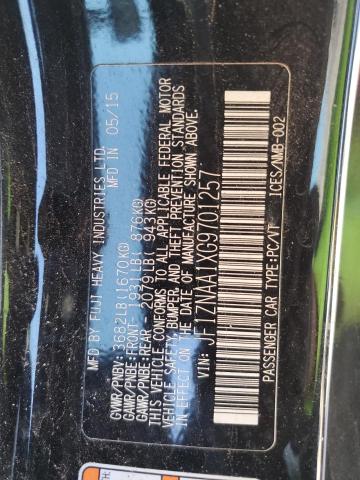 MFD BY FUJI HEAVY INDUSTRIES LTD.
MFD IN 05/15
GWWR/PNBV: 3682LB(1670KG)
GAWR/PNBE-FRONT- 1931LB( 876KG)
GAWR/PNBE-REAR 2079LB( 943KG)
THIS VEHICLE CONFORMS TO ALL APPLICABLE FEDERAL MOTOR
VEHICLE SAFETY, BUMPER, AND THEFT PREVENTION STANDARDS
IN EFFECT ON THE DATE OF MANUFACTURE SHOWN ABOVE.
VIN: JF1ZNAA1XG9701257
PASSENGER CAR TYPE:PC/VT ICES/NMB-002